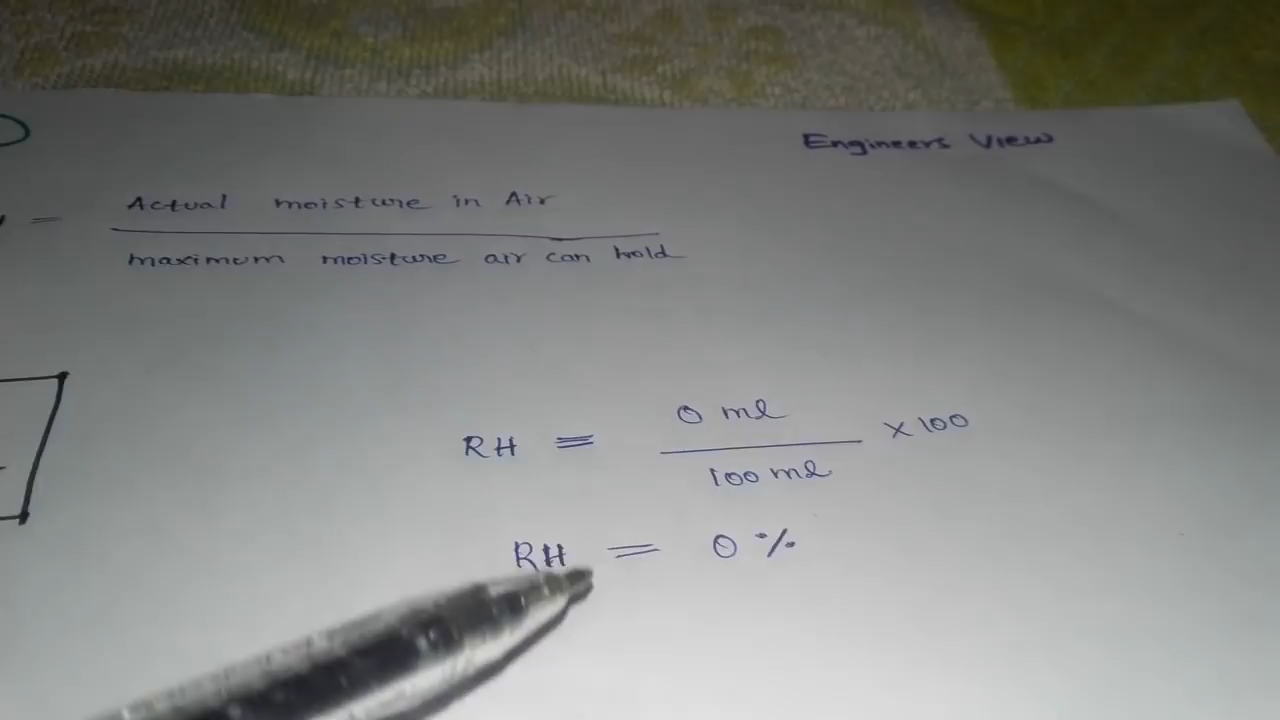 Engineers View
= Actual moisture in Air
maximum moisture air can hold
RH = 0 ml
100 ml × 100
RH = 0 %